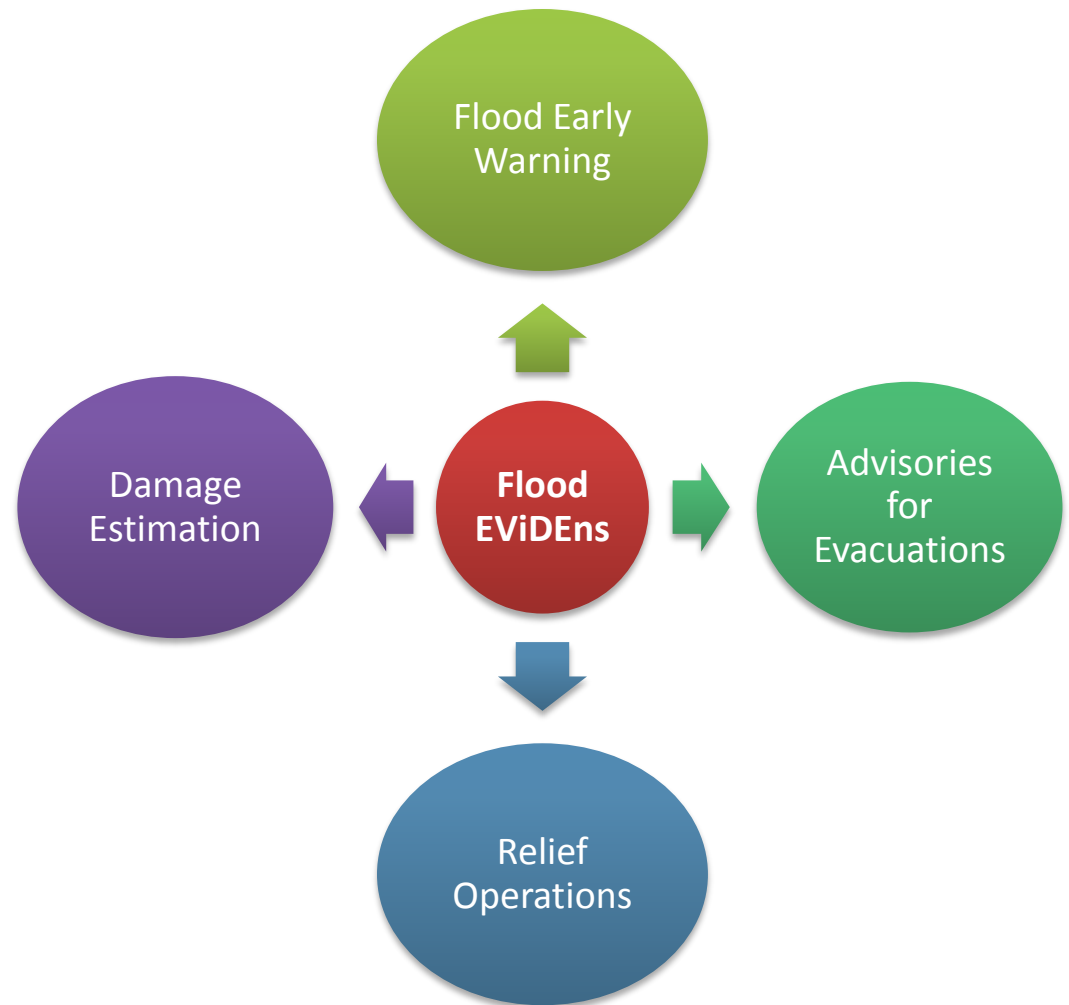 Flood Early
Warning
Damage
Estimation
Flood
EViDEns
Advisories
for
Evacuations
Relief
Operations